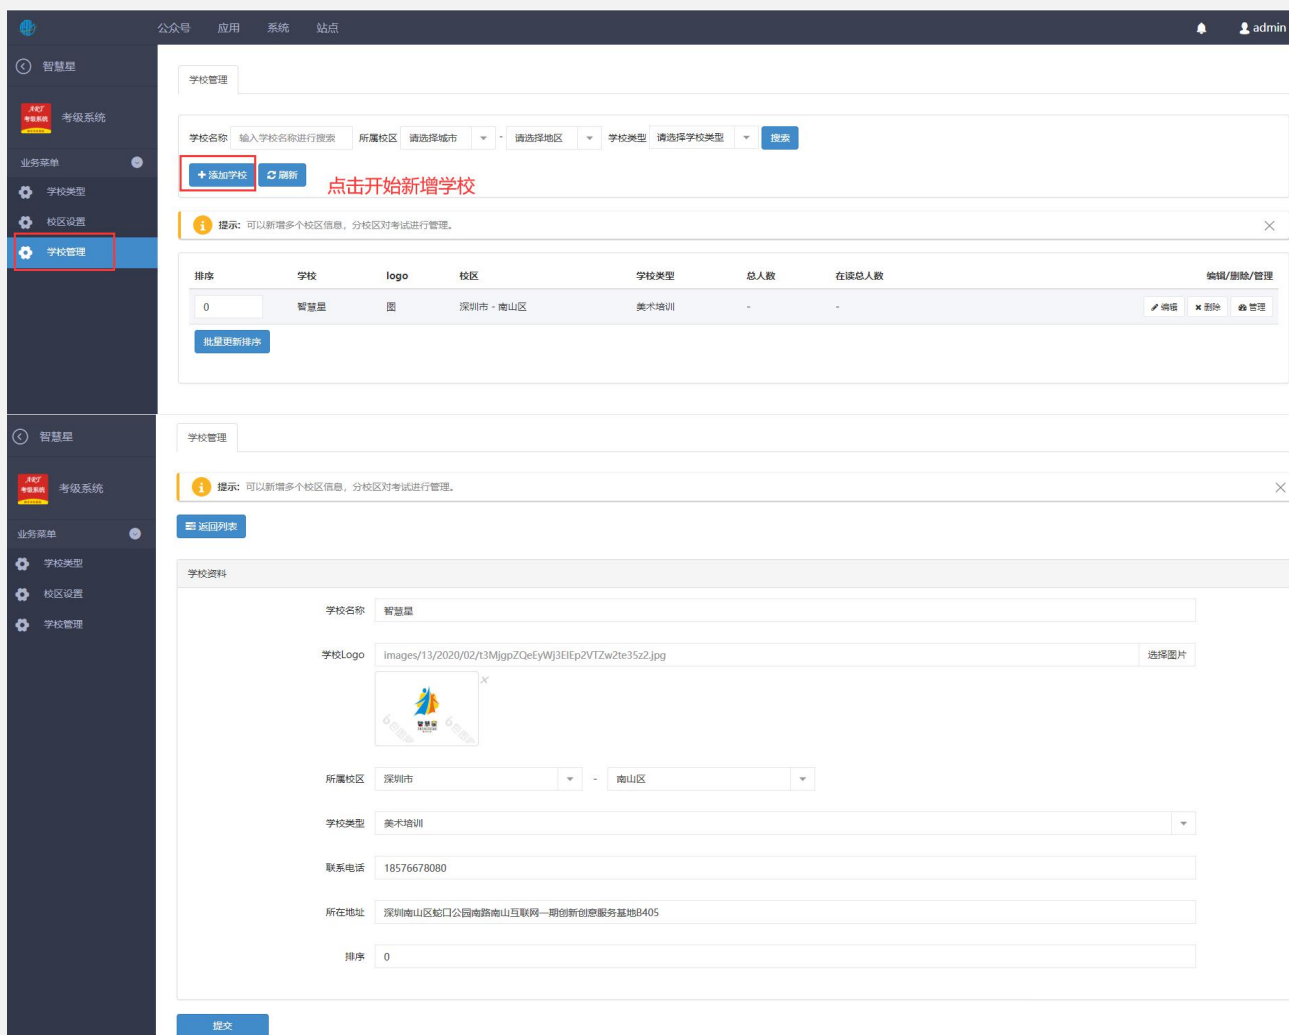 公众号 应用 系统 站点 admin
智慧星
学校管理
ART
考级系统
考级系统
学校名称 输入学校名称进行搜索 所属校区 请选择城市 - 请选择地区 学校类型 请选择学校类型 搜索
业务菜单
添加学校 刷新 点击开始新增学校
学校类型
校区设置
提示: 可以新增多个校区信息，分校区对考试进行管理。
学校管理
排序 学校 logo 校区 学校类型 总人数 在读总人数 编辑/删除/管理
0 智慧星 图 深圳市 - 南山区 美术培训 - - 编辑 删除 管理
批量更新排序
智慧星
学校管理
ART
考级系统
考级系统
提示: 可以新增多个校区信息，分校区对考试进行管理。
业务菜单
返回列表
学校类型
学校资料
校区设置
学校名称 智慧星
学校管理
学校Logo images/13/2020/02/t3MjgpZQeEyWj3ElEp2VTZw2te35z2.jpg 选择图片
智慧星
所属校区 深圳市 - 南山区
学校类型 美术培训
联系电话 18576678080
所在地址 深圳南山区蛇口公园南路南山互联网一期创新创意服务基地B405
排序 0
提交